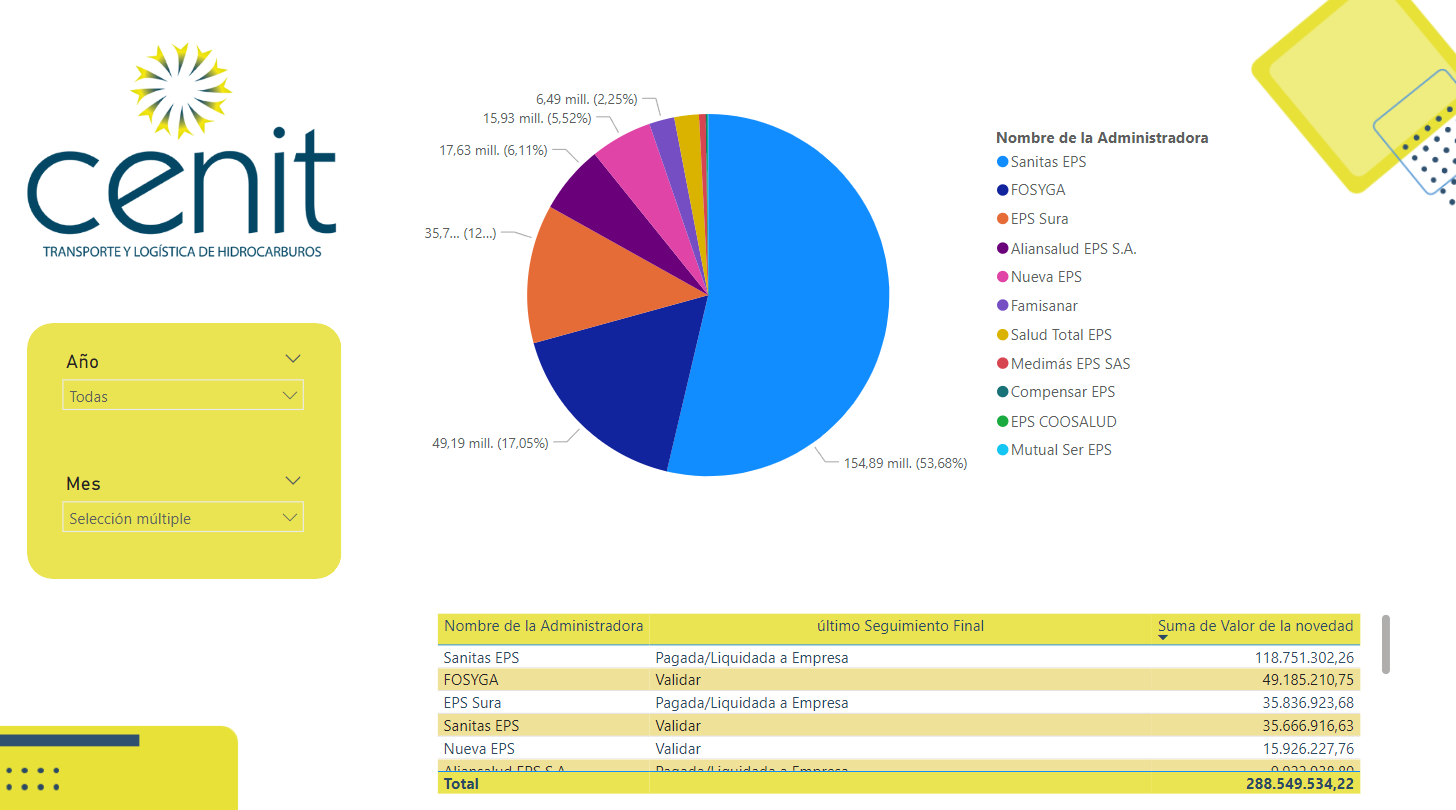 cenit
TRANSPORTE Y LOGÍSTICA DE HIDROCARBUROS
Año
Todas
Mes
Selección múltiple
6,49 mill. (2,25%)
15,93 mill. (5,52%)
17,63 mill. (6,11%)
35,7... (12...)
49,19 mill. (17,05%)
154,89 mill. (53,68%)
Nombre de la Administradora
Sanitas EPS
FOSYGA
EPS Sura
Aliansalud EPS S.A.
Nueva EPS
Famisanar
Salud Total EPS
Medimás EPS SAS
Compensar EPS
EPS COOSALUD
Mutual Ser EPS
Nombre de la Administradora último Seguimiento Final Suma de Valor de la novedad
Sanitas EPS Pagada/Liquidada a Empresa 118.751.302,26
FOSYGA Validar 49.185.210,75
EPS Sura Pagada/Liquidada a Empresa 35.836.923,68
Sanitas EPS Validar 35.666.916,63
Nueva EPS Validar 15.926.227,76
Aliansalud EPS S.A. Pagada/Liquidada a Empresa
Total 288.549.534,22